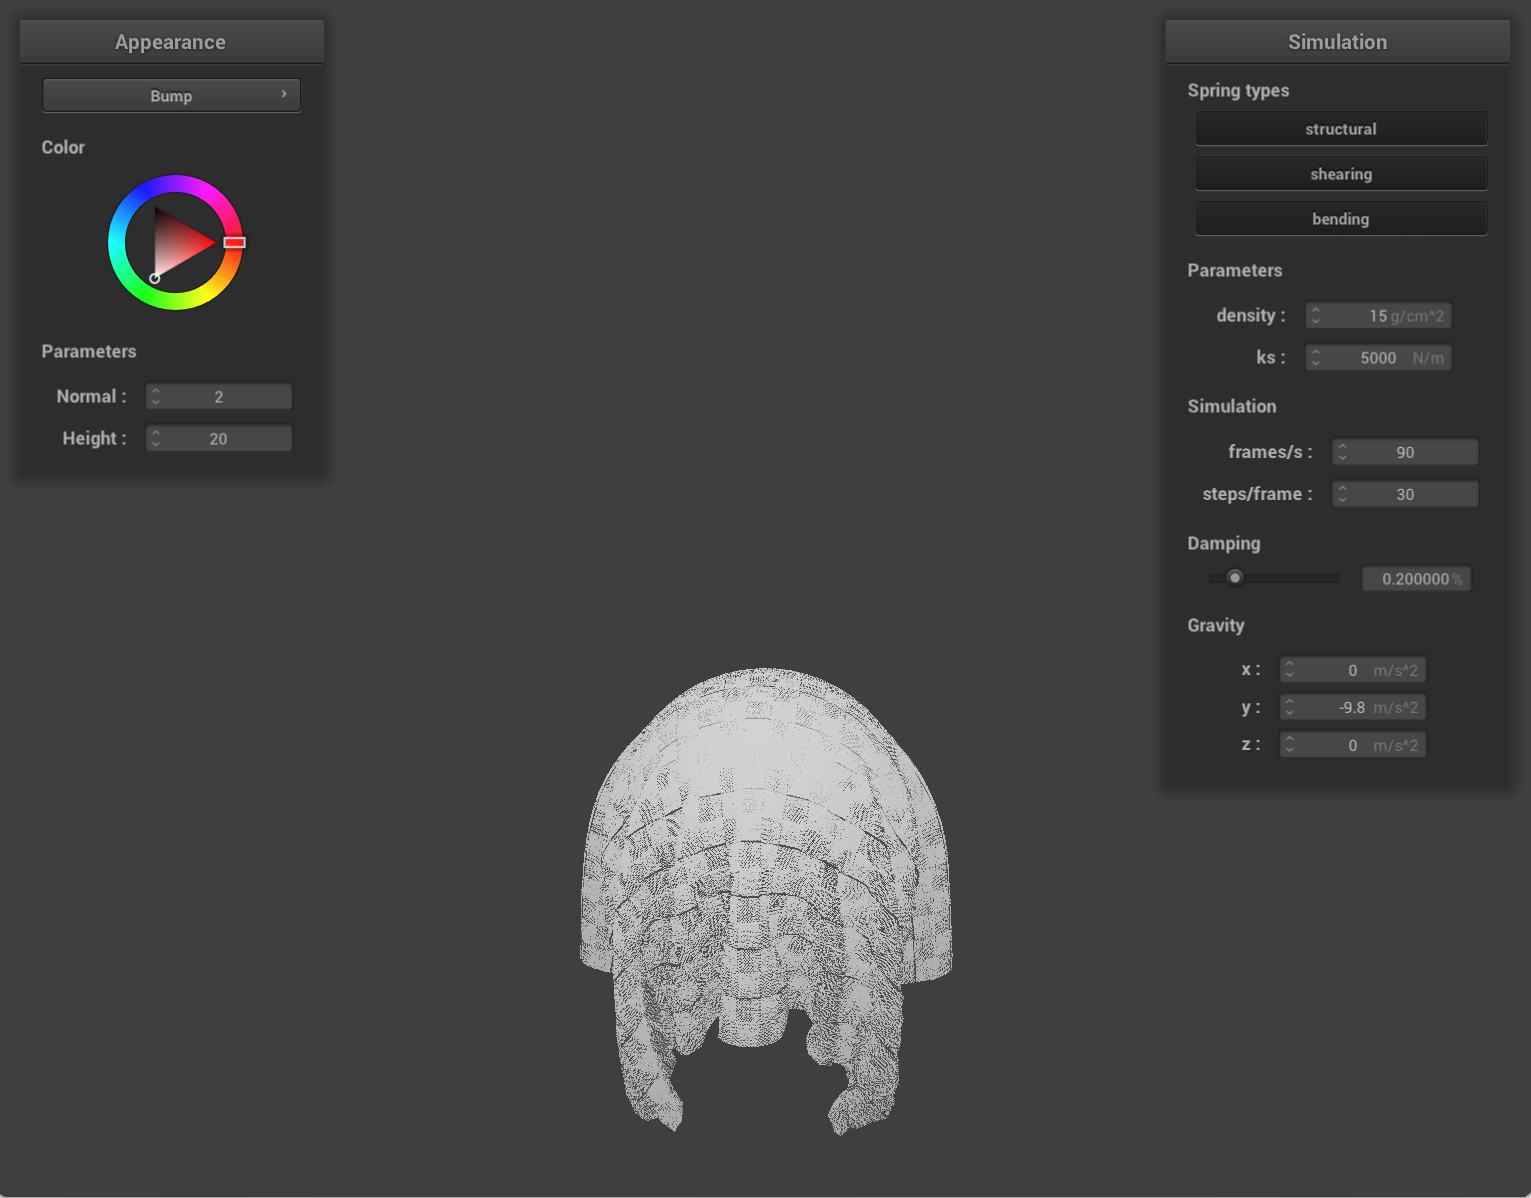 Appearance
Bump
Color
Parameters
Normal : 2
Height : 20
Simulation
Spring types
structural
shearing
bending
Parameters
density : 15 g/cm^2
ks : 5000 N/m
Simulation
frames/s : 90
steps/frame : 30
Damping
0.200000 %
Gravity
x : 0 m/s^2
y : -9.8 m/s^2
z : 0 m/s^2